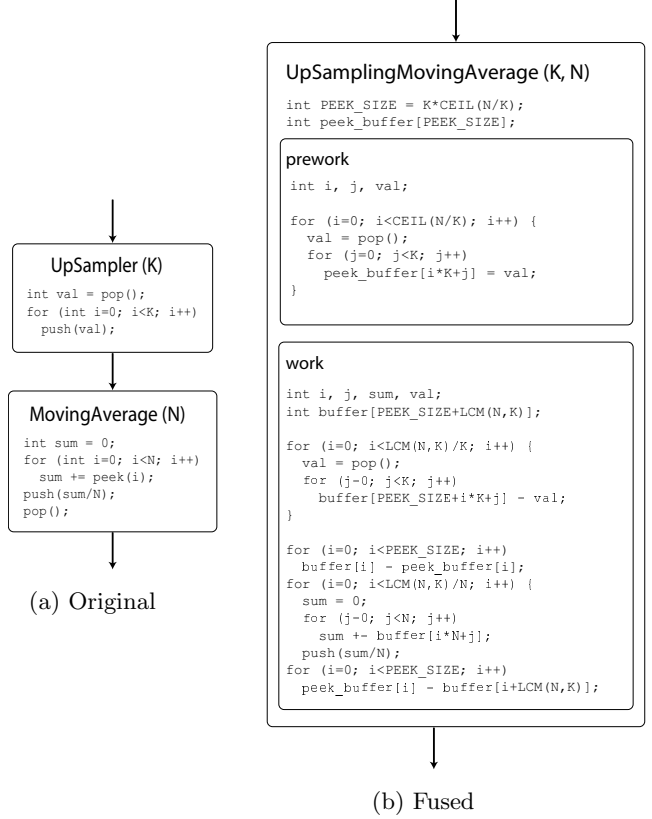 UpSampler (K)
int val = pop();
for (int i=0; i<K; i++)
push(val);
MovingAverage (N)
int sum = 0;
for (int i=0; i<N; i++)
sum += peek(i);
push(sum/N);
pop();
(a) Original
UpSamplingMovingAverage (K, N)
int PEEK_SIZE = K*CEIL(N/K);
int peek_buffer[PEEK_SIZE];
prework
int i, j, val;
for (i=0; i<CEIL(N/K); i++) {
val = pop();
for (j=0; j<K; j++)
peek_buffer[i*K+j] = val;
}
work
int i, j, sum, val;
int buffer[PEEK_SIZE+LCM(N,K)];
for (i=0; i<LCM(N,K)/K; i++) {
val = pop();
for (j-0; j<K; j++)
buffer[PEEK_SIZE+i*K+j] - val;
}
for (i=0; i<PEEK_SIZE; i++)
buffer[i] - peek_buffer[i];
for (i=0; i<LCM(N,K)/N; i++) {
sum = 0;
for (j-0; j<N; j++)
sum +- buffer[i*N+j];
push(sum/N);
for (i=0; i<PEEK_SIZE; i++)
peek_buffer[i] - buffer[i+LCM(N,K)];
(b) Fused